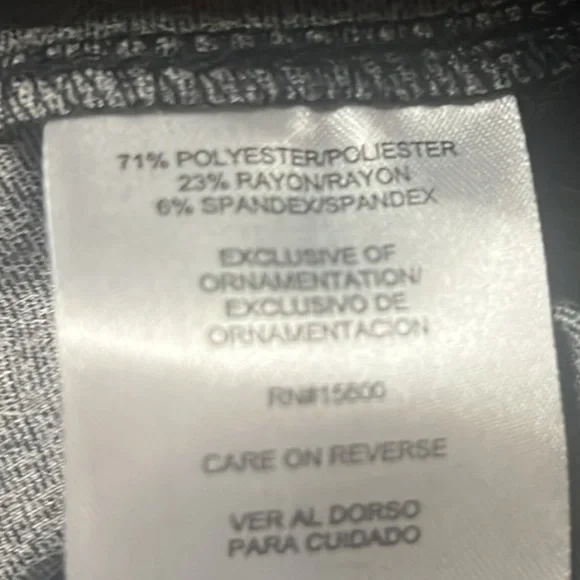 71% POLYESTER/POLIESTER
23% RAYON/RAYON
6% SPANDEX/SPANDEX
EXCLUSIVE OF
ORNAMENTATION/
EXCLUSIVO DE
ORNAMENTACION
RN#15600
CARE ON REVERSE
VER AL DORSO
PARA CUIDADO